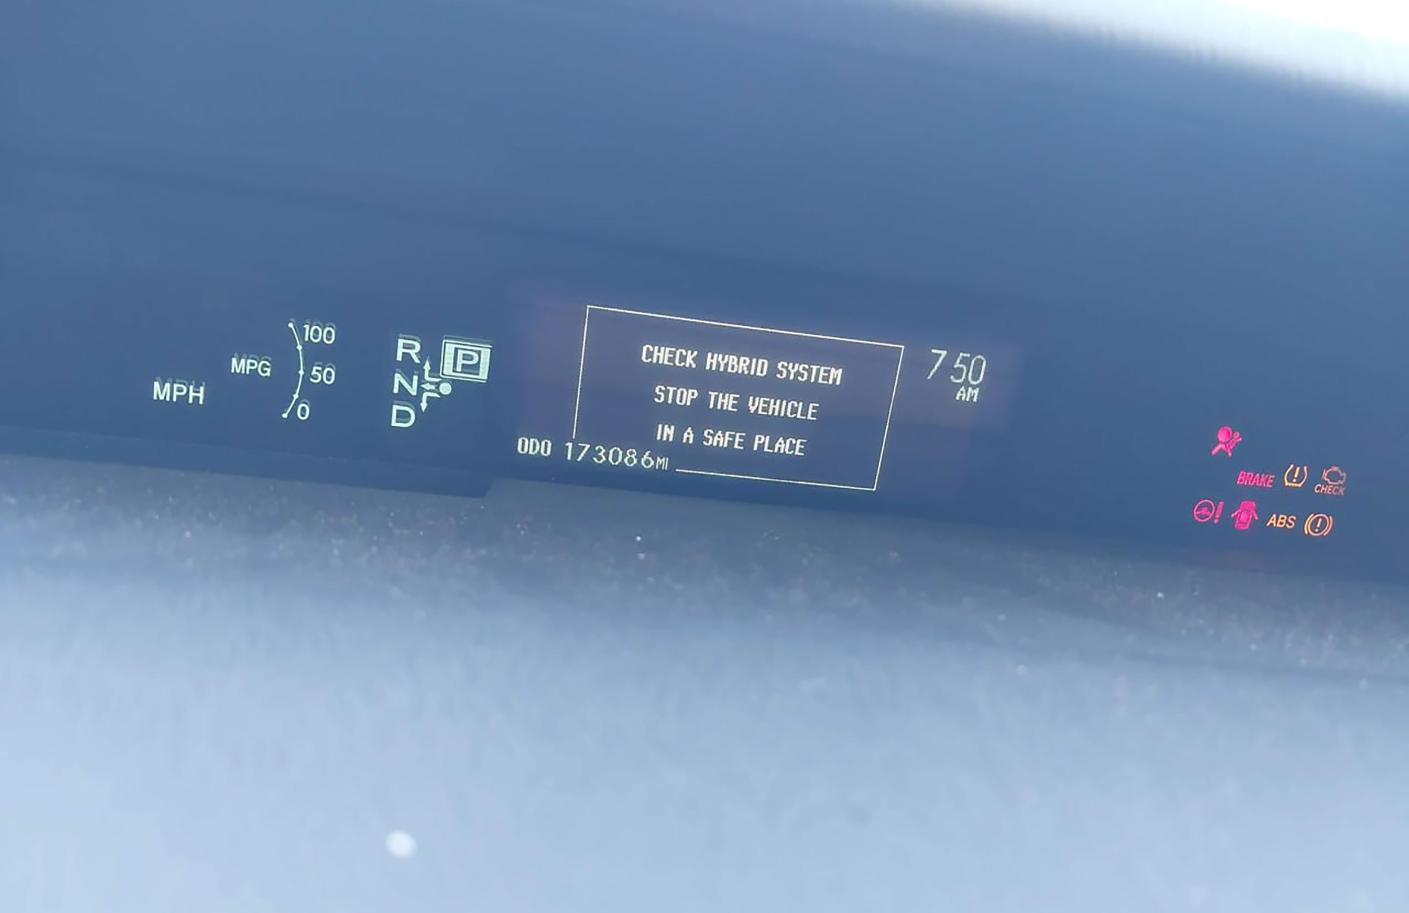 100
MPG 50
MPH 0
R P
N
D
CHECK HYBRID SYSTEM
STOP THE VEHICLE
IN A SAFE PLACE
ODO 173086MI
7 50
AM
BRAKE
CHECK
ABS